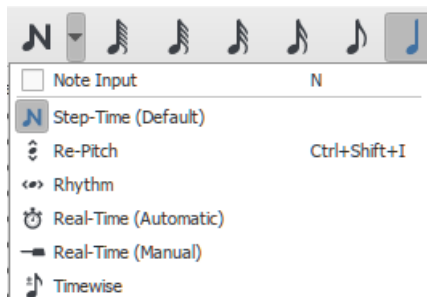 N
Note Input N
Step-Time (Default)
Re-Pitch Ctrl+Shift+I
Rhythm
Real-Time (Automatic)
Real-Time (Manual)
Timewise